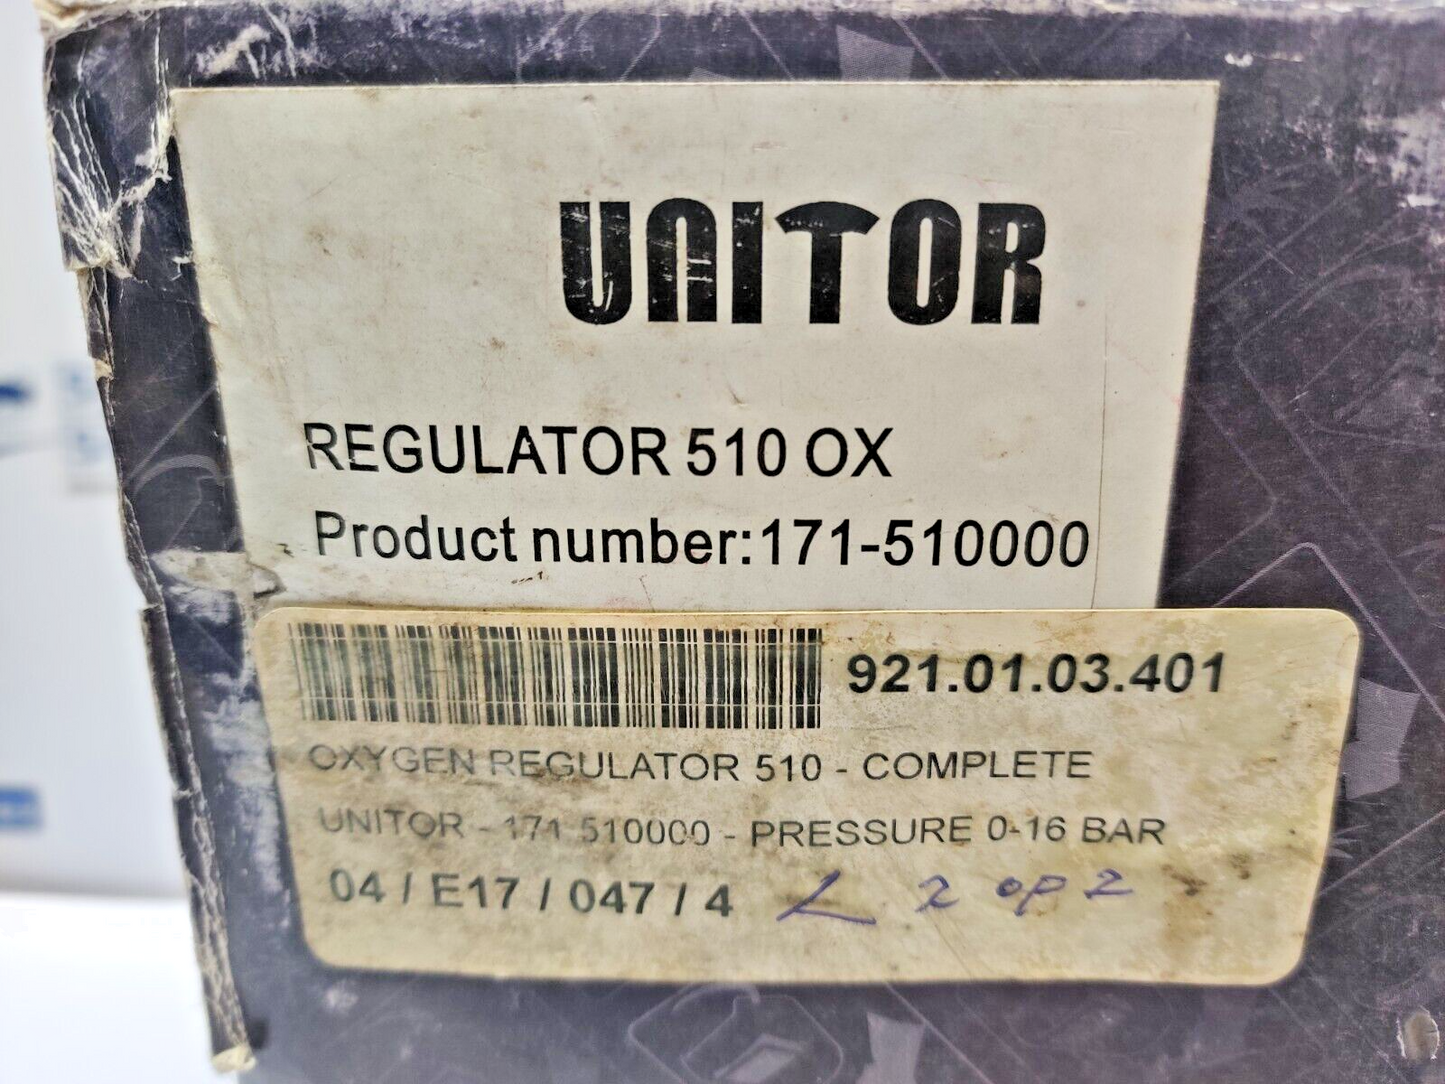 UNITOR
REGULATOR 510 OX
Product number:171-510000
921.01.03.401
OXYGEN REGULATOR 510 - COMPLETE
UNITOR - 171 510000 - PRESSURE 0-16 BAR
04 / E17 / 047 / 4